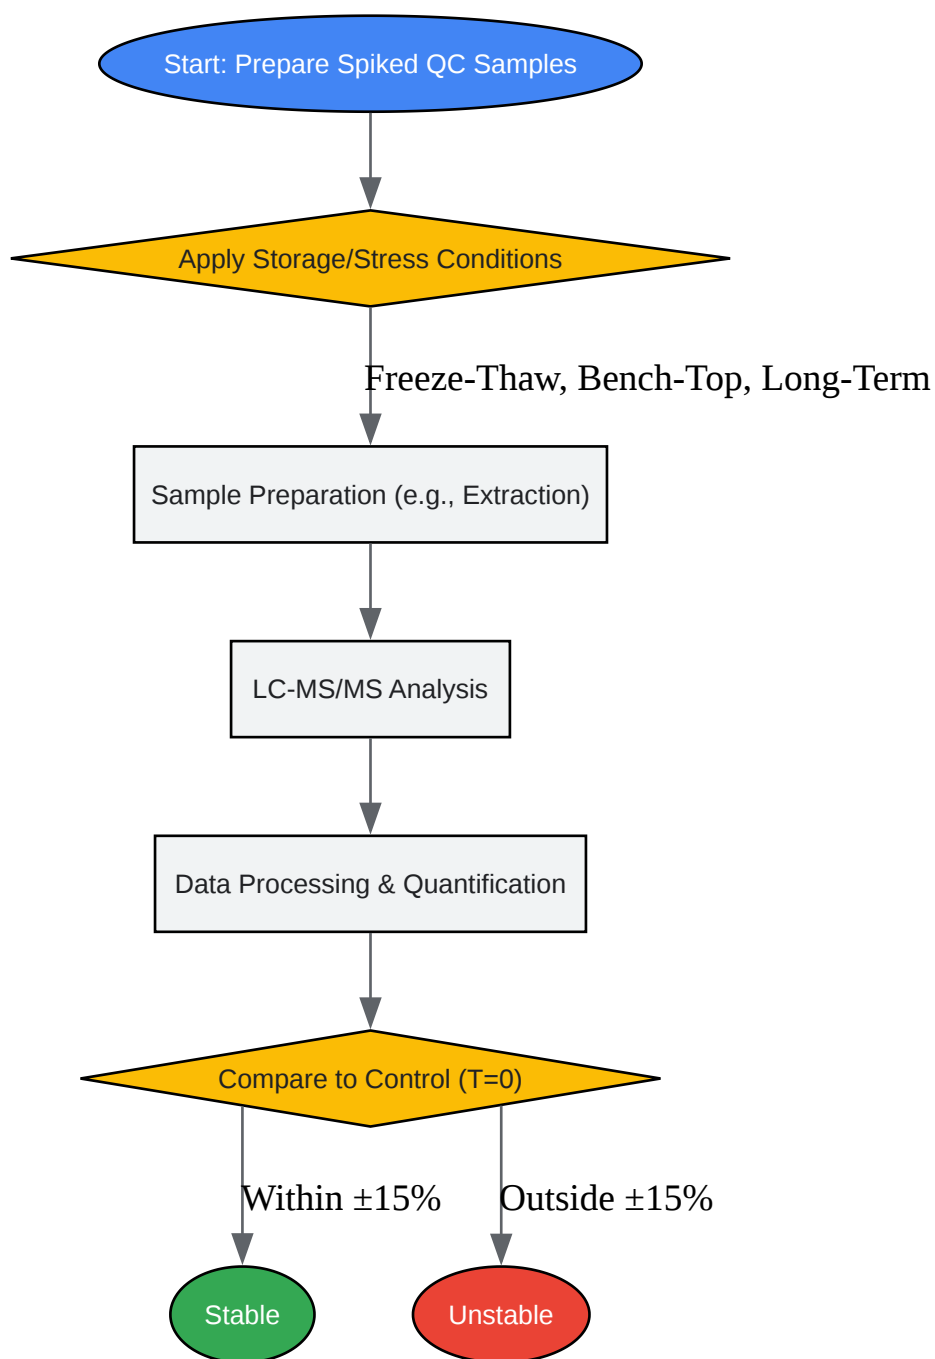 Start: Prepare Spiked QC Samples
Apply Storage/Stress Conditions
Freeze-Thaw, Bench-Top, Long-Term
Sample Preparation (e.g., Extraction)
LC-MS/MS Analysis
Data Processing & Quantification
Compare to Control (T=0)
Within ±15%
Outside ±15%
Stable
Unstable